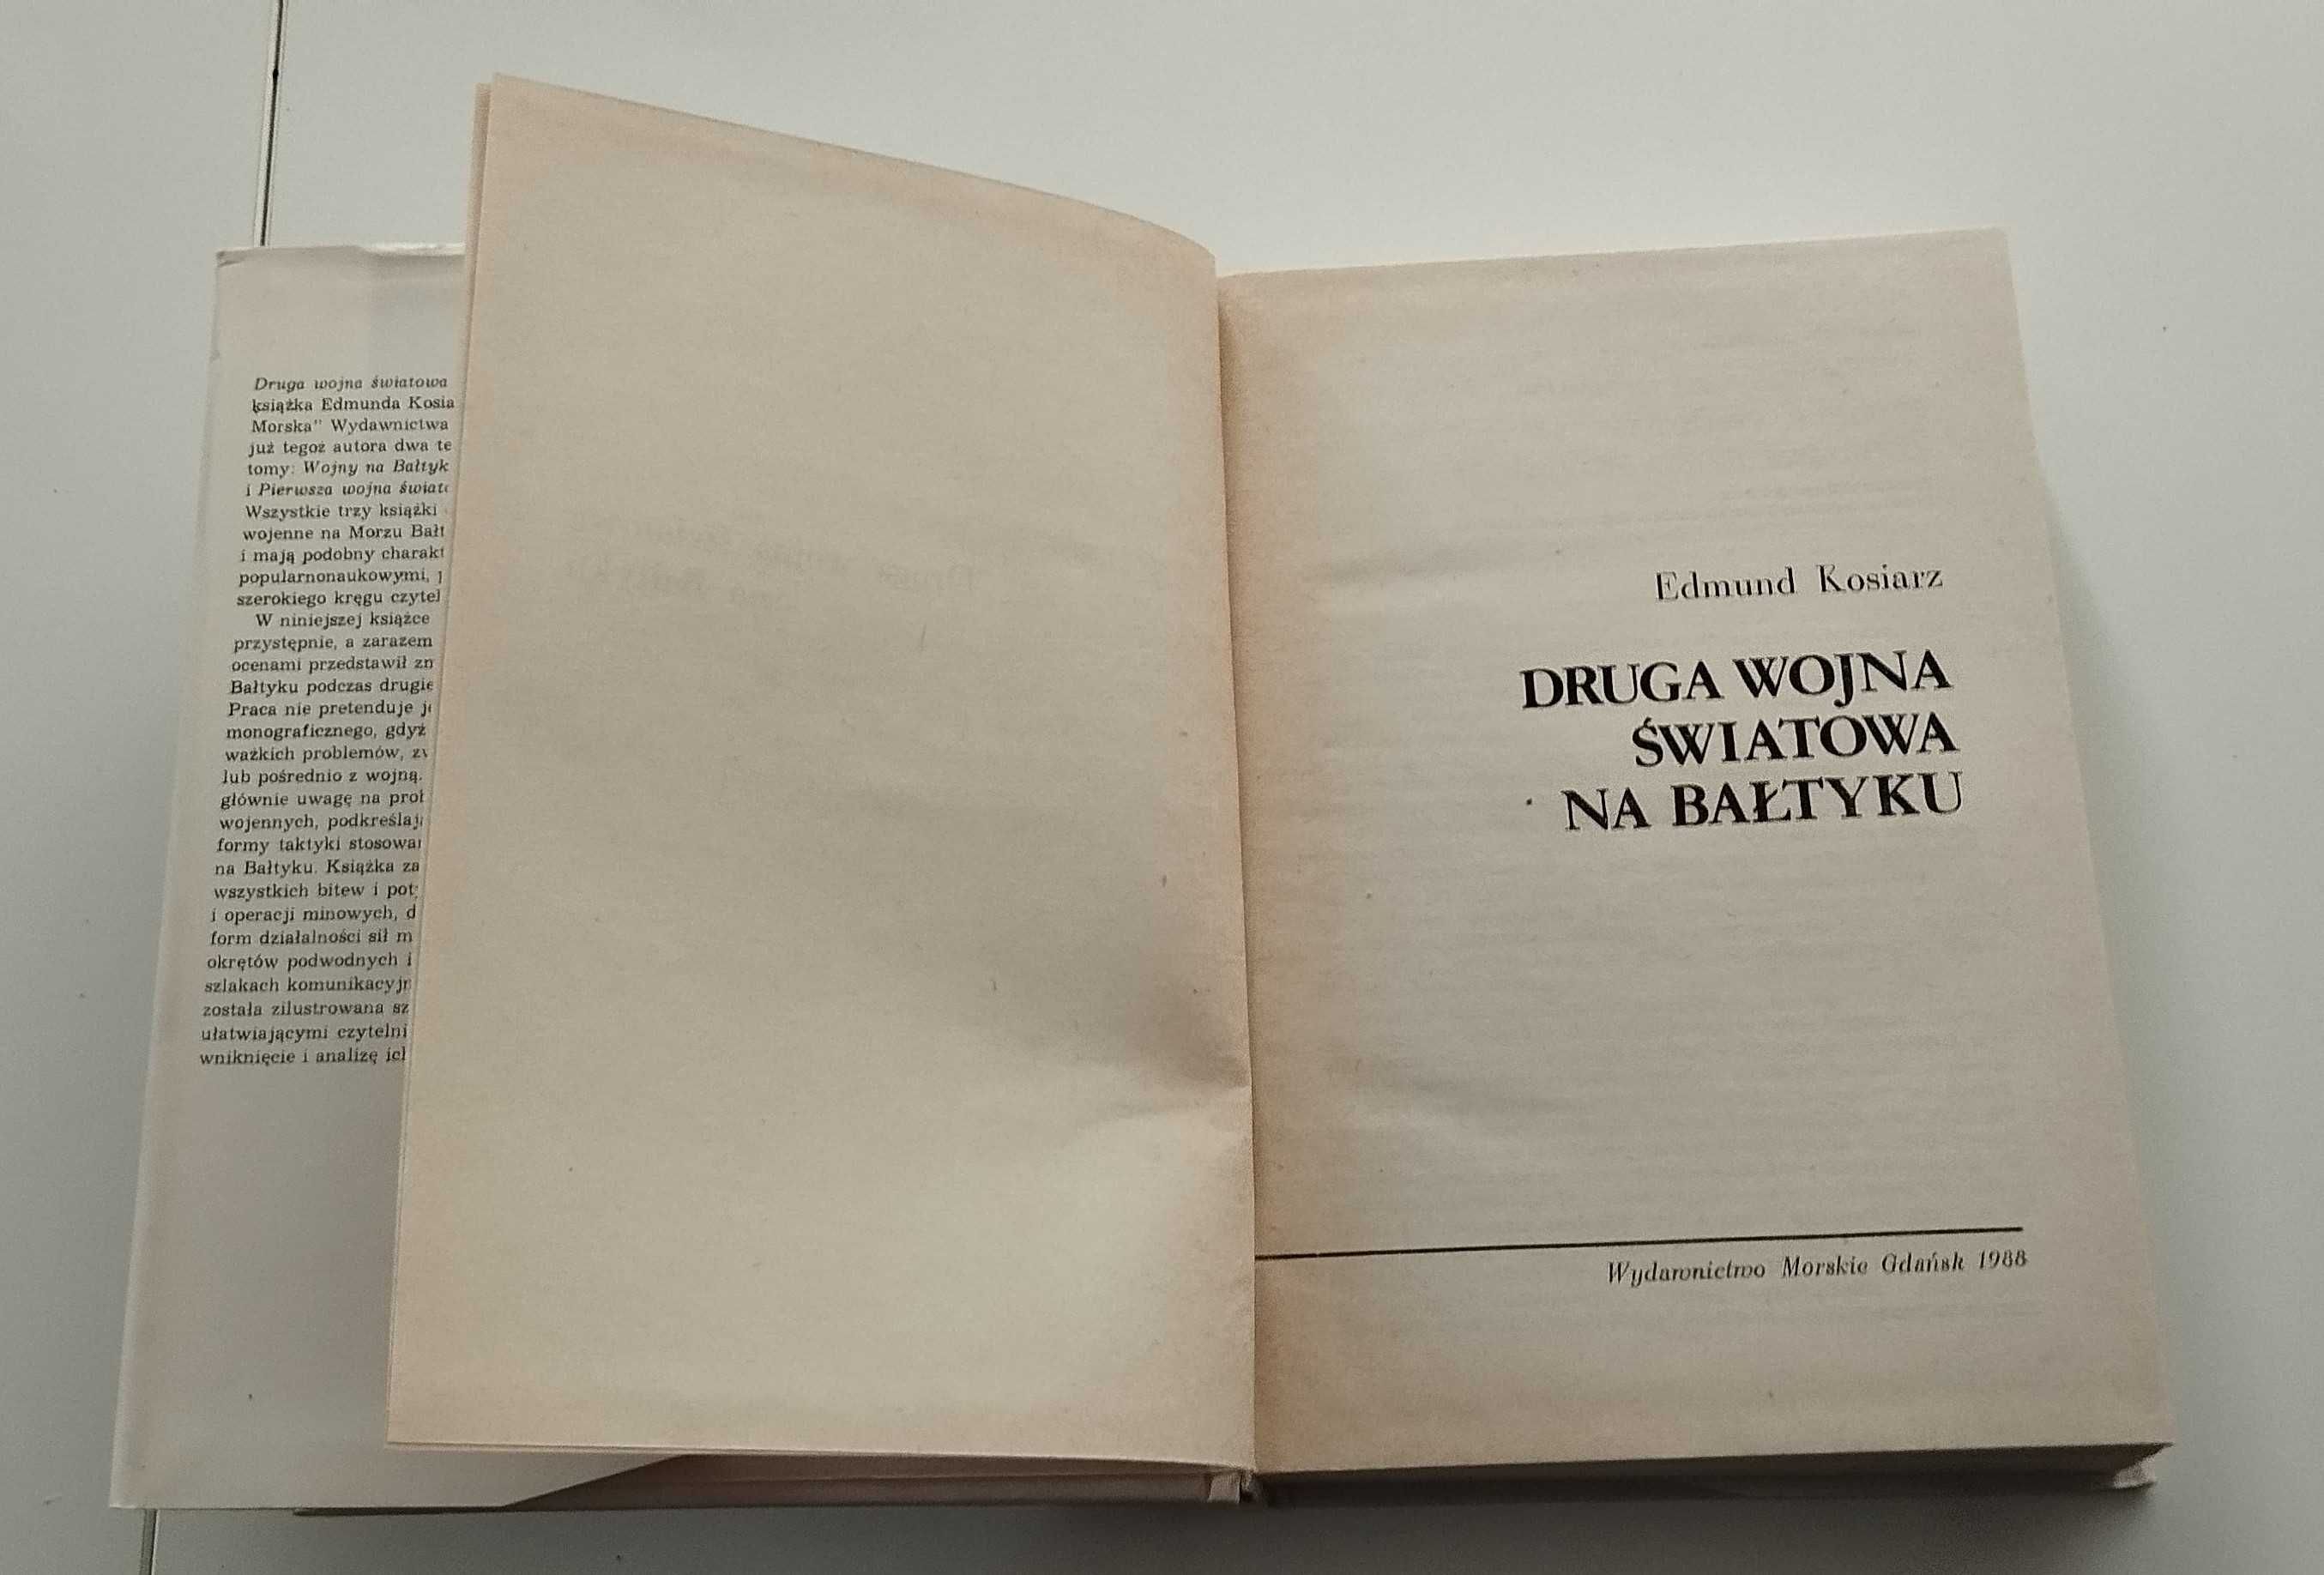 Druga wojna światowa
książka Edmunda Kosia
Morska" Wydawnictwa
już tegoż autora dwa te
tomy: Wojny na Bałtyk
i Pierwsza wojna świat
Wszystkie trzy książki
wojenne na Morzu Bałt
i mają podobny charakt
popularnonaukowymi,
szerokiego kręgu czytel
W niniejszej książce
przystępnie, a zarazem
ocenami przedstawił zn
Bałtyku podczas drugie
Praca nie pretenduje j
monograficznego, gdyż
ważkich problemów, zw
lub pośrednio z wojną.
głównie uwagę na prob
wojennych, podkreślaj
formy taktyki stosowa
na Bałtyku. Książka za
wszystkich bitew i pot
i operacji minowych, d
form działalności sił m
okrętów podwodnych i
szlakach komunikacyjn
została zilustrowana sz
ułatwiającymi czytelni
wniknięcie i analizę ich
Edmund Kosiarz
DRUGA WOJNA
ŚWIATOWA
NA BAŁTYKU
Wydawnictwo Morskie Gdańsk 1988